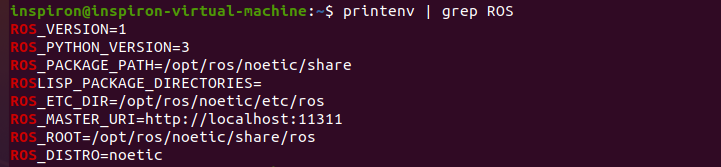 inspiron@inspiron-virtual-machine:~$ printenv | grep ROS
ROS_VERSION=1
ROS_PYTHON_VERSION=3
ROS_PACKAGE_PATH=/opt/ros/noetic/share
ROSLISP_PACKAGE_DIRECTORIES=
ROS_ETC_DIR=/opt/ros/noetic/etc/ros
ROS_MASTER_URI=http://localhost:11311
ROS_ROOT=/opt/ros/noetic/share/ros
ROS_DISTRO=noetic